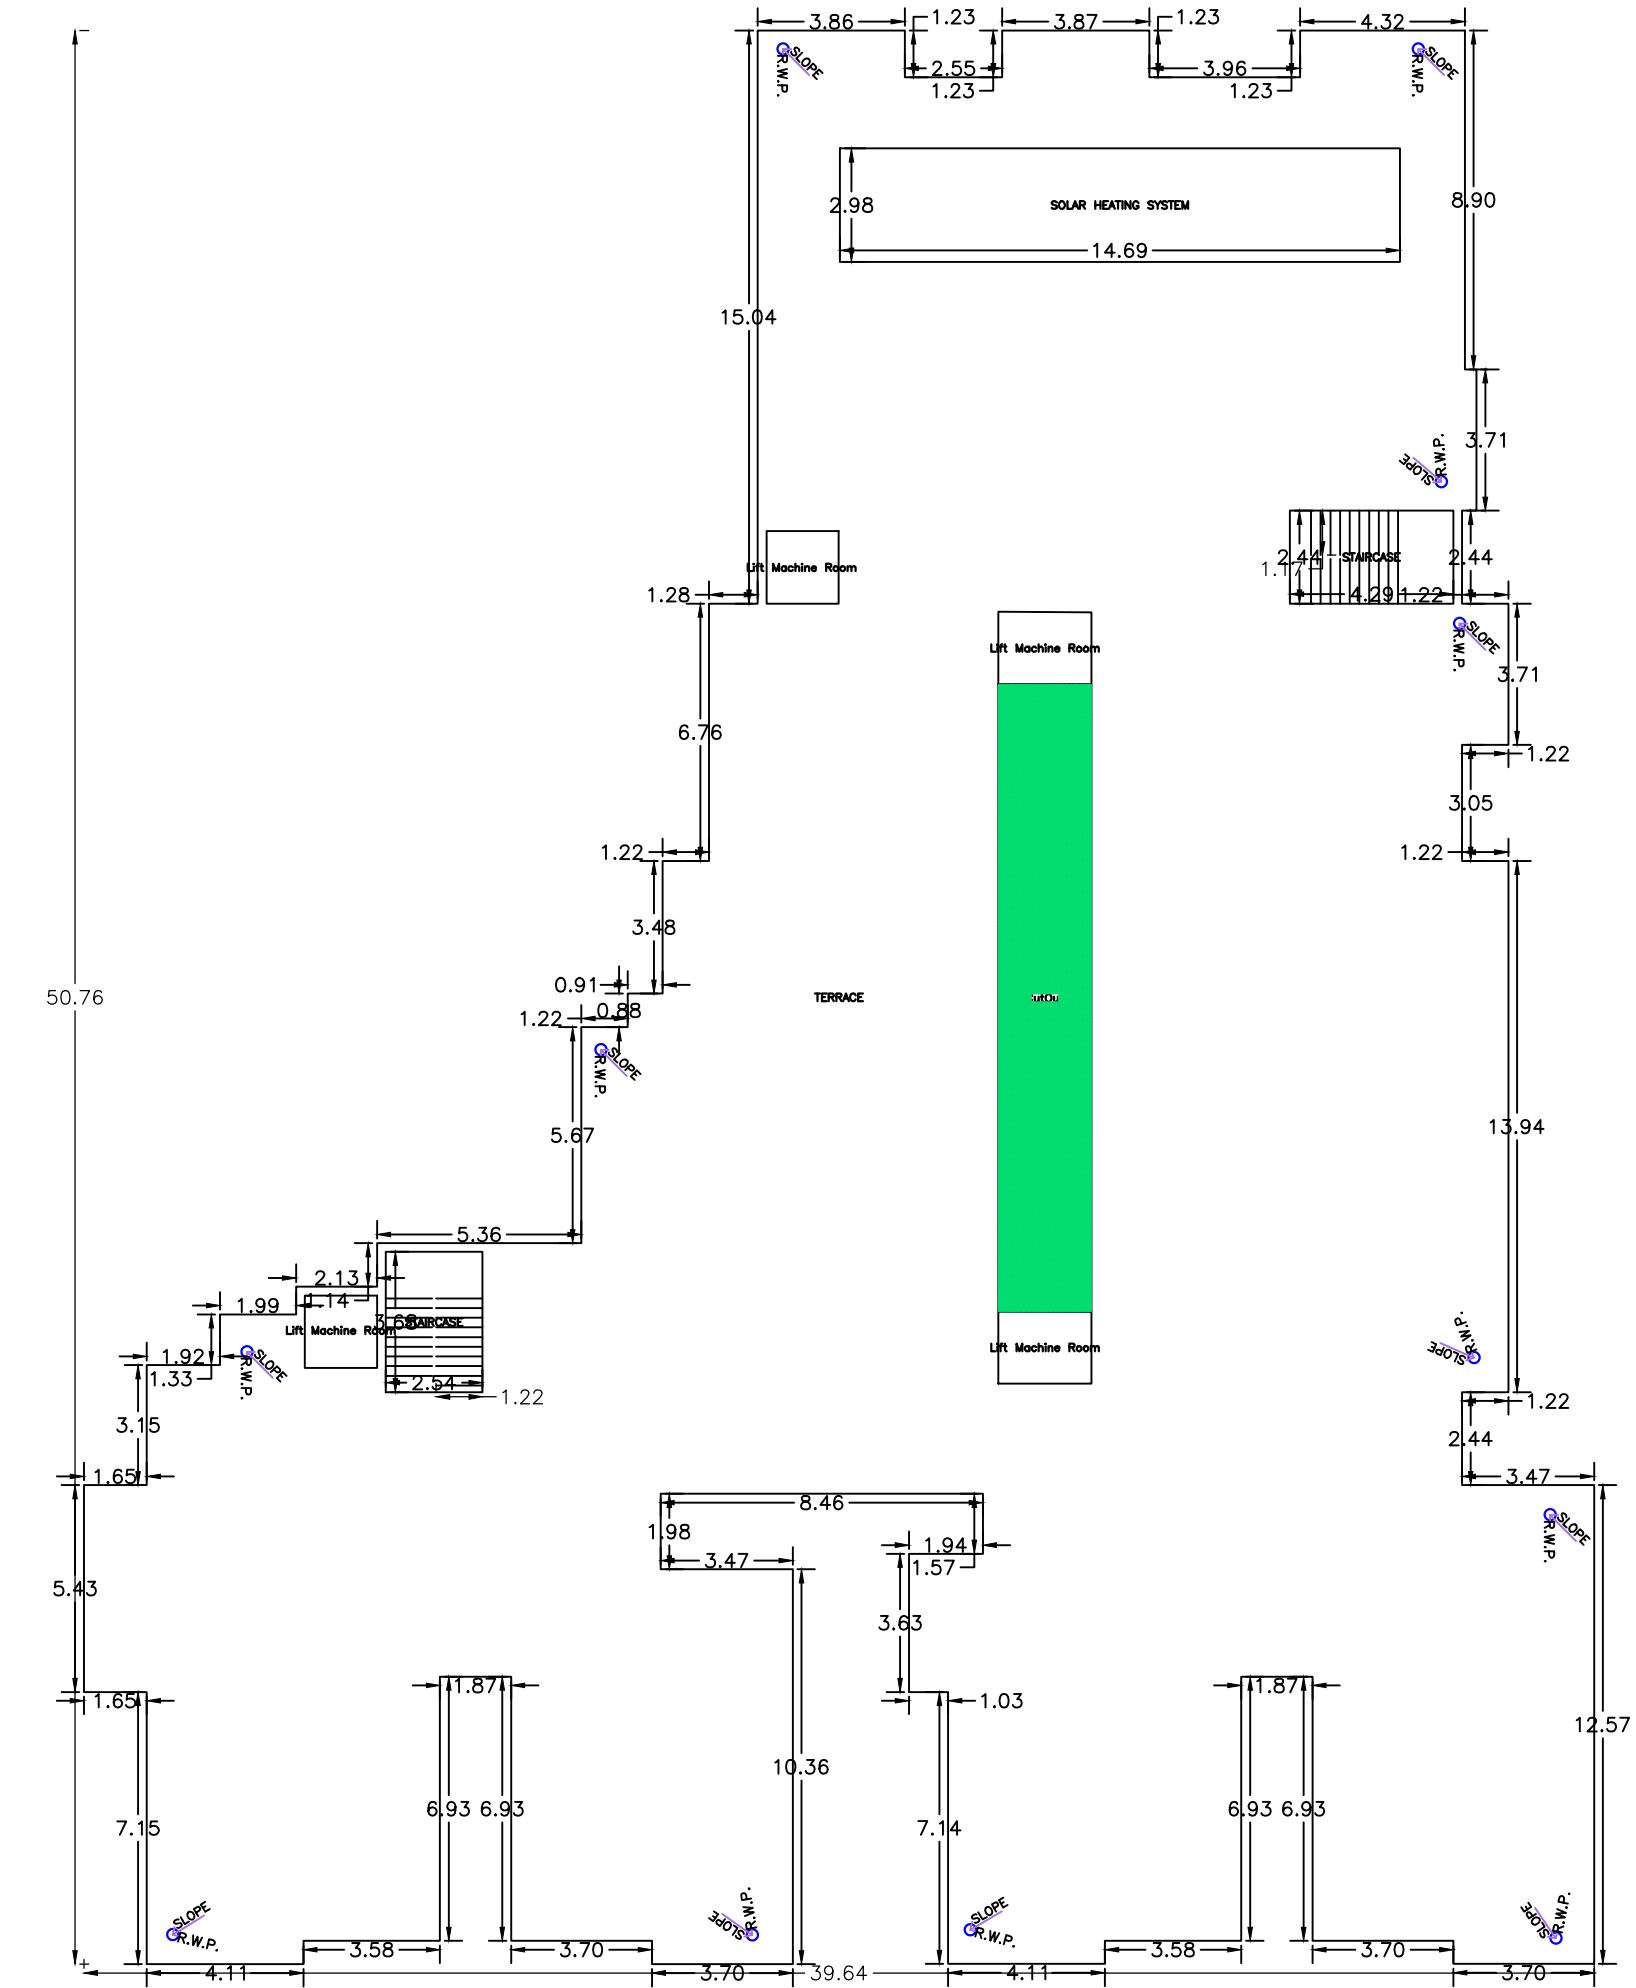 3.86
1.23
3.87
1.23
4.32
SLOPE
R.W.P.
2.55
1.23
3.96
1.23
SLOPE
R.W.P.
2.98
SOLAR HEATING SYSTEM
8.90
14.69
15.04
3.71
R.W.P.
SLOPE
Lift Machine Room
2.44
STAIRCASE
2.44
1.17
1.28
4.29
1.22
Lift Machine Room
SLOPE
R.W.P.
3.71
6.76
1.22
3.05
1.22
1.22
3.48
0.91
0.88
1.22
50.76
TERRACE
SLOPE
R.W.P.
5.67
13.94
5.36
2.13
1.14
1.99
3.68
STAIRCASE
Lift Machine Room
Lift Machine Room
R.W.P.
SLOPE
1.92
1.33
SLOPE
R.W.P.
2.54
1.22
1.22
3.15
2.44
1.65
3.47
8.46
1.98
1.94
3.47
1.57
SLOPE
R.W.P.
5.43
3.63
1.87
1.87
1.65
1.03
12.57
10.36
6.93
6.93
6.93
6.93
7.15
7.14
SLOPE
R.W.P.
R.W.P.
SLOPE
SLOPE
R.W.P.
R.W.P.
SLOPE
3.58
3.70
3.58
3.70
4.11
3.70
39.64
4.11
3.70